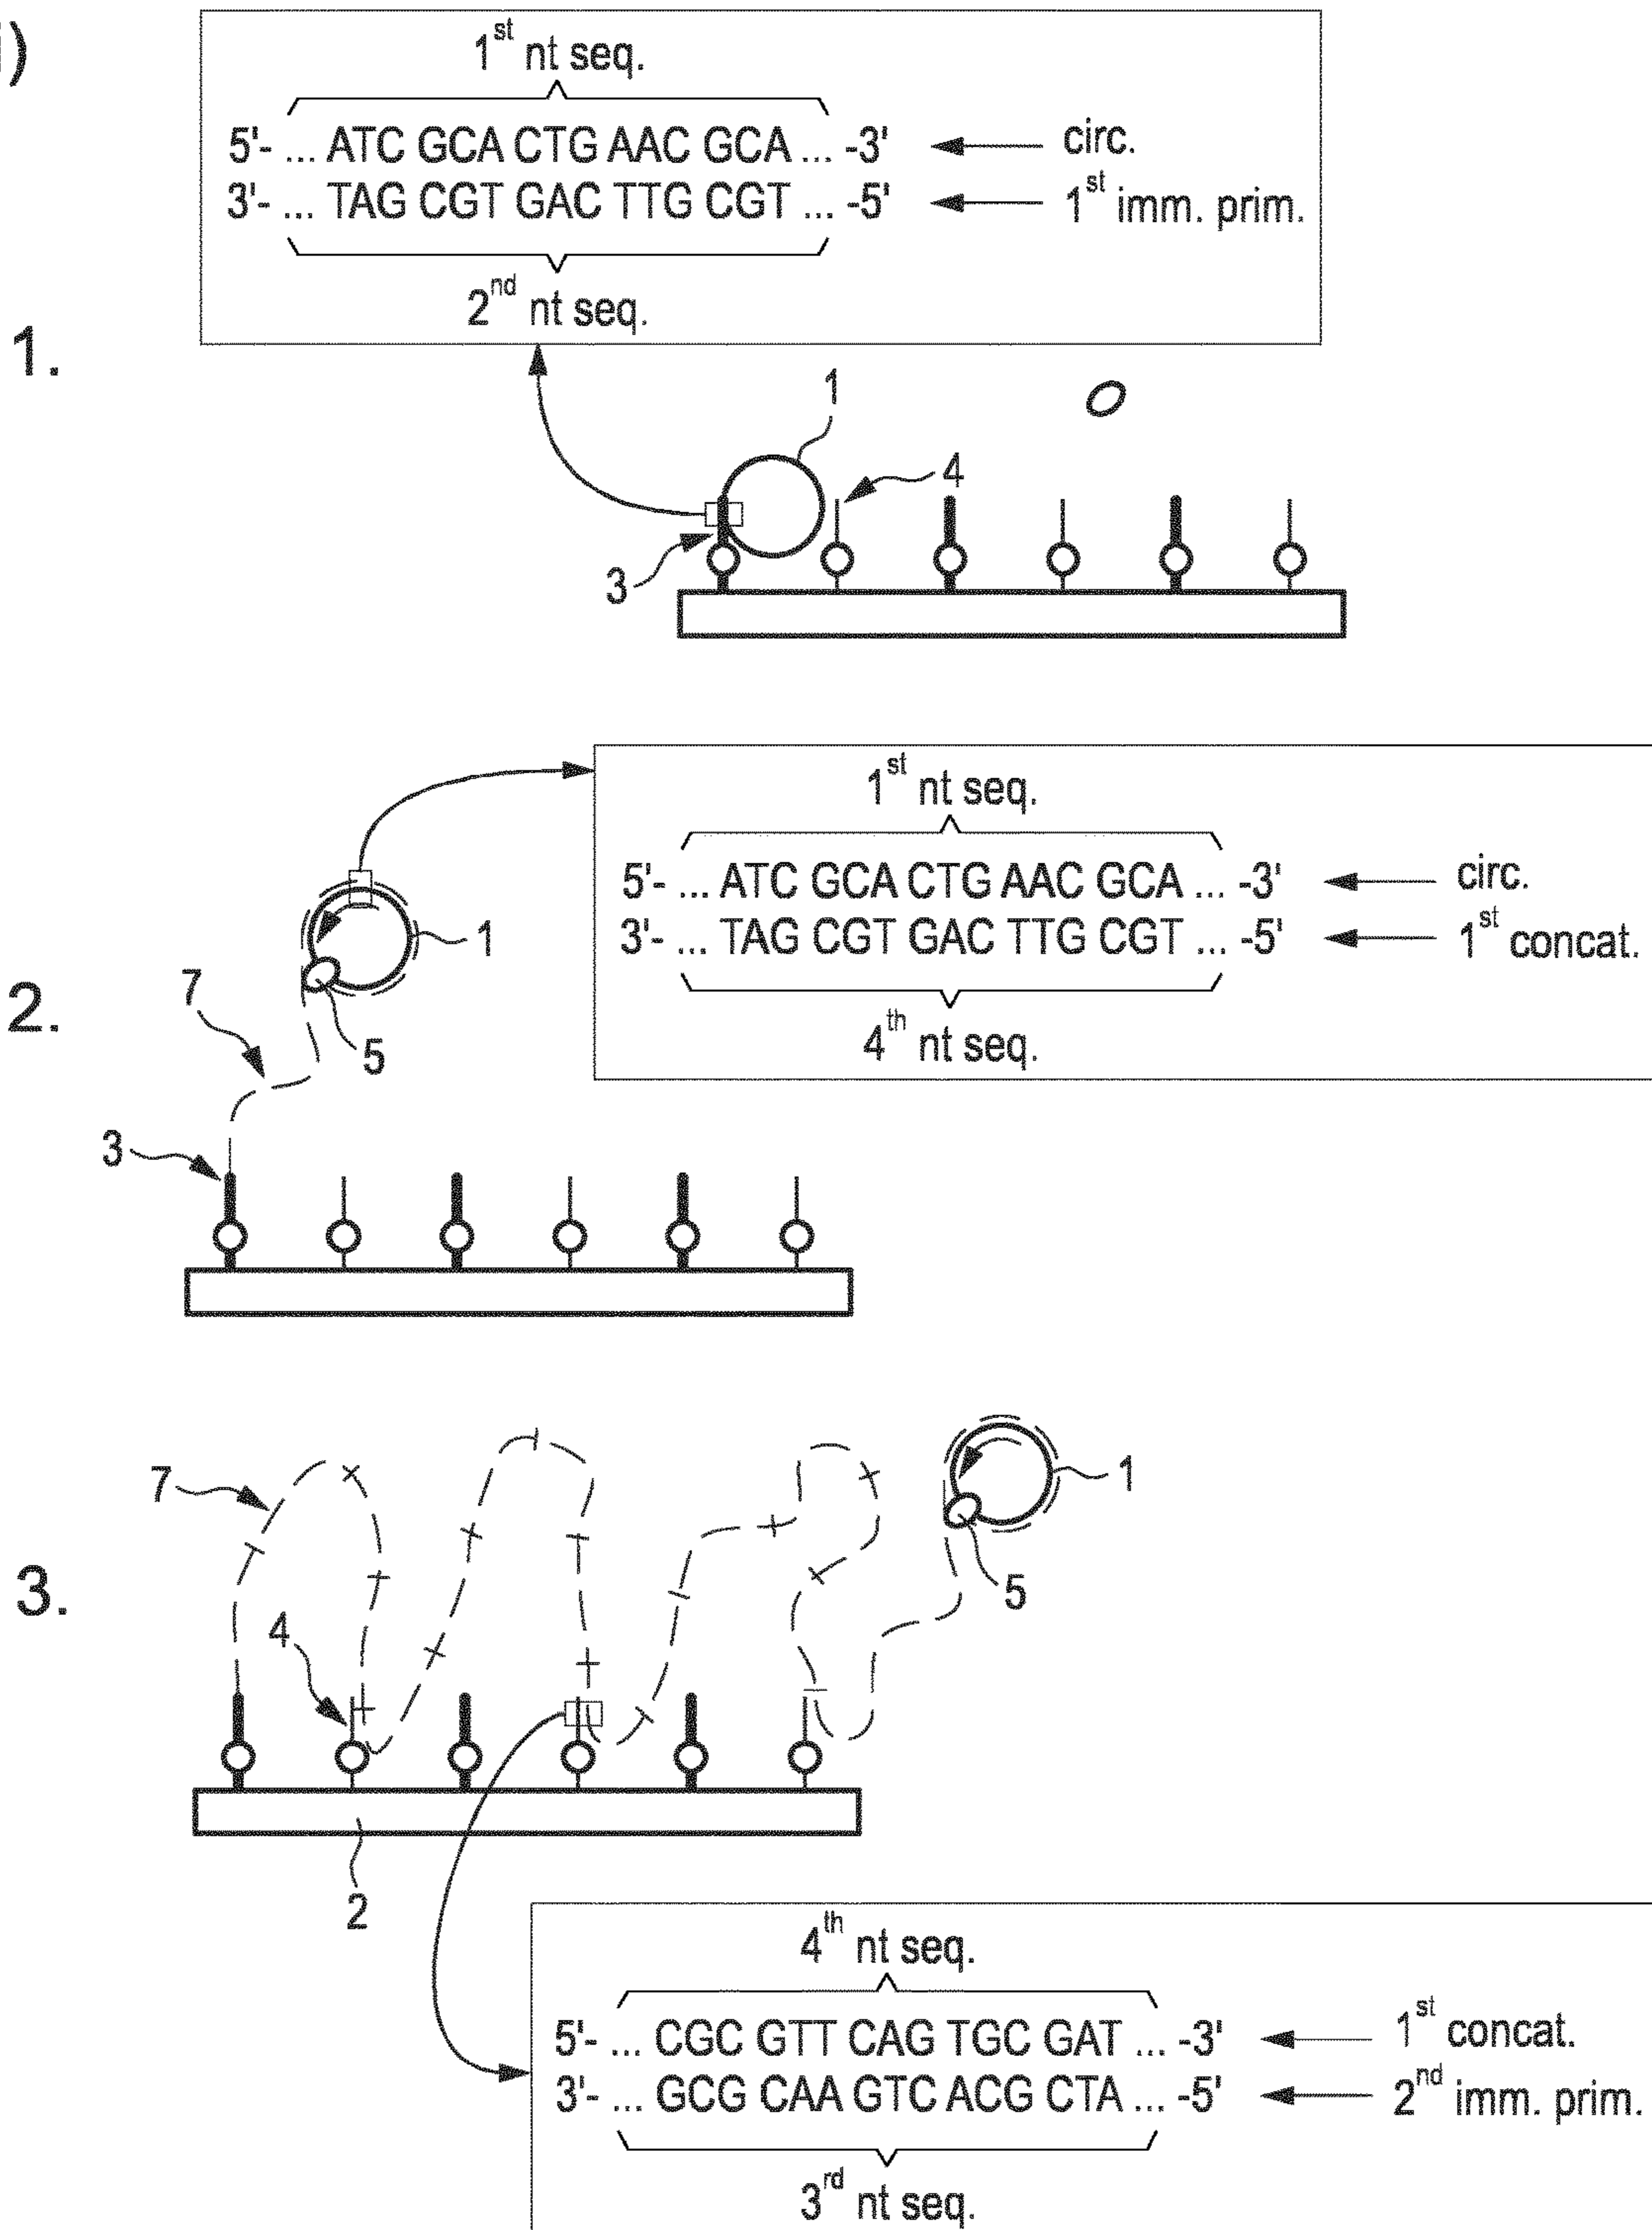 i)
1st nt seq.
5'- ... ATC GCA CTG AAC GCA ... -3' circ.
3'- ... TAG CGT GAC TTG CGT ... -5' 1st imm. prim.
2nd nt seq.
1.
1
4
3
1st nt seq.
5'- ... ATC GCA CTG AAC GCA ... -3' circ.
3'- ... TAG CGT GAC TTG CGT ... -5' 1st concat.
4th nt seq.
1
7
2.
5
3
7
1
3.
5
4
2
4th nt seq.
5'- ... CGC GTT CAG TGC GAT ... -3' 1st concat.
3'- ... GCG CAA GTC ACG CTA ... -5' 2nd imm. prim.
3rd nt seq.